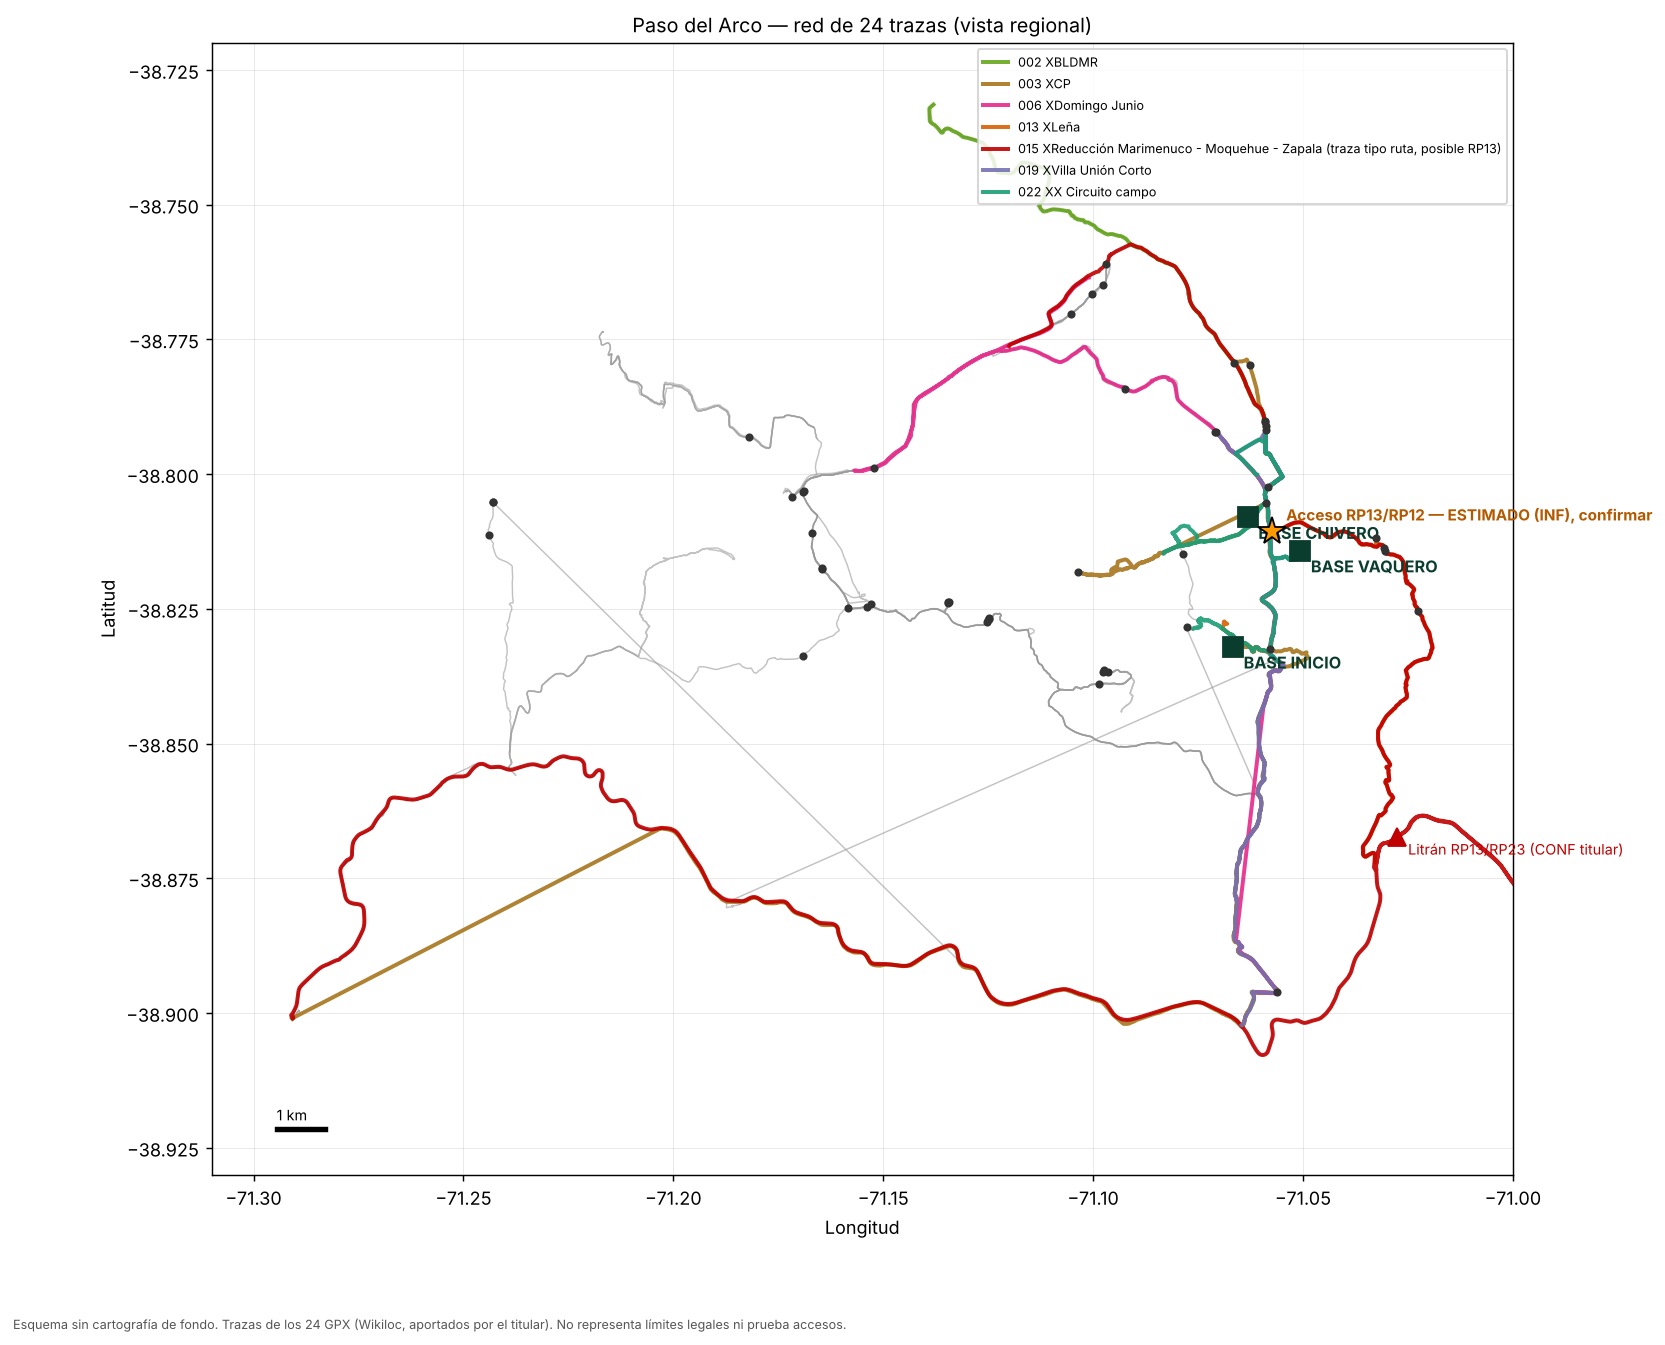 Paso del Arco — red de 24 trazas (vista regional)
002 XBLDMR
003 XCP
006 XDomingo Junio
013 XLeña
015 XReducción Marimenuco - Moquehue - Zapala (traza tipo ruta, posible RP13)
019 XVilla Unión Corto
022 XX Circuito campo
−38.725
−38.750
−38.775
−38.800
−38.825
−38.850
−38.875
−38.900
−38.925
Latitud
Acceso RP13/RP12 — ESTIMADO (INF), confirmar
BASE CHIVERO
BASE VAQUERO
BASE INICIO
Litrán RP13/RP23 (CONF titular)
1 km
−71.30
−71.25
−71.20
−71.15
−71.10
−71.05
−71.00
Longitud
Esquema sin cartografía de fondo. Trazas de los 24 GPX (Wikiloc, aportados por el titular). No representa límites legales ni prueba accesos.